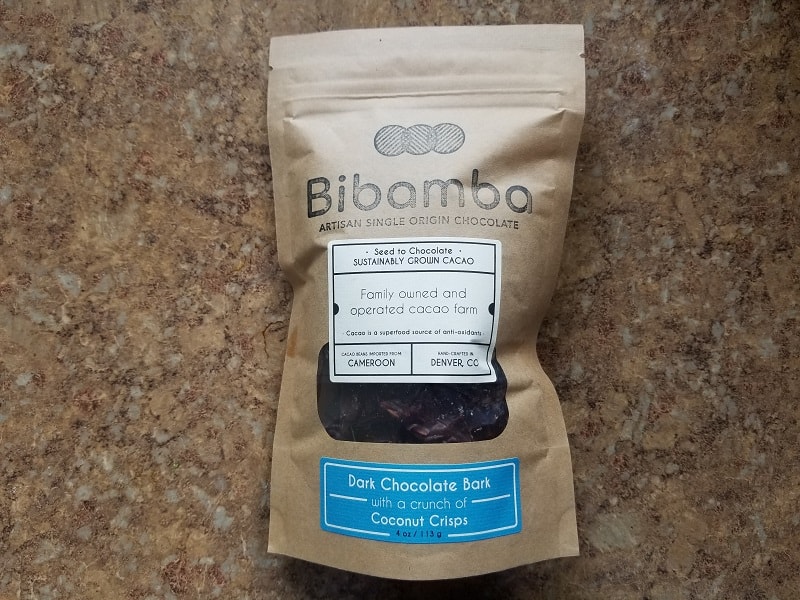 Bibamba
ARTISAN SINGLE ORIGIN CHOCOLATE
· Seed to Chocolate ·
SUSTAINABLY GROWN CACAO
Family owned and
operated cacao farm
· Cacao is a superfood source of anti-oxidants ·
CACAO BEANS IMPORTED FROM
CAMEROON
HAND-CRAFTED IN
DENVER, CO
Dark Chocolate Bark
with a crunch of
Coconut Crisps
4 oz / 113 g